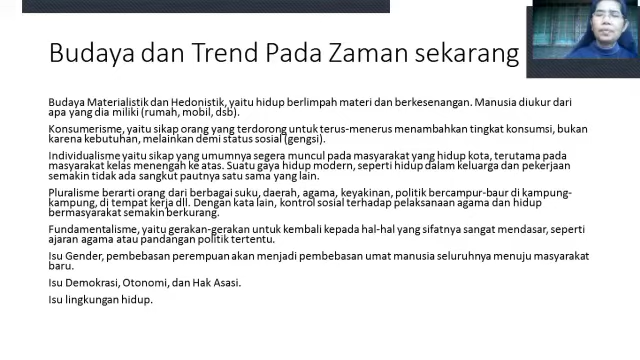 Budaya dan Trend Pada Zaman sekarang
Budaya Materialistik dan Hedonistik, yaitu hidup berlimpah materi dan berkesenangan. Manusia diukur dari
apa yang dia miliki (rumah, mobil, dsb).
Konsumerisme, yaitu sikap orang yang terdorong untuk terus-menerus menambahkan tingkat konsumsi, bukan
karena kebutuhan, melainkan demi status sosial (gengsi).
Individualisme yaitu sikap yang umumnya segera muncul pada masyarakat yang hidup kota, terutama pada
masyarakat kelas menengah ke atas. Suatu gaya hidup modern, seperti hidup dalam keluarga dan pekerjaan
semakin tidak ada sangkut pautnya satu sama yang lain.
Pluralisme berarti orang dari berbagai suku, daerah, agama, keyakinan, politik bercampur-baur di kampung-
kampung, di tempat kerja dll. Dengan kata lain, kontrol sosial terhadap pelaksanaan agama dan hidup
bermasyarakat semakin berkurang.
Fundamentalisme, yaitu gerakan-gerakan untuk kembali kepada hal-hal yang sifatnya sangat mendasar, seperti
ajaran agama atau pandangan politik tertentu.
Isu Gender, pembebasan perempuan akan menjadi pembebasan umat manusia seluruhnya menuju masyarakat
baru.
Isu Demokrasi, Otonomi, dan Hak Asasi.
Isu lingkungan hidup.